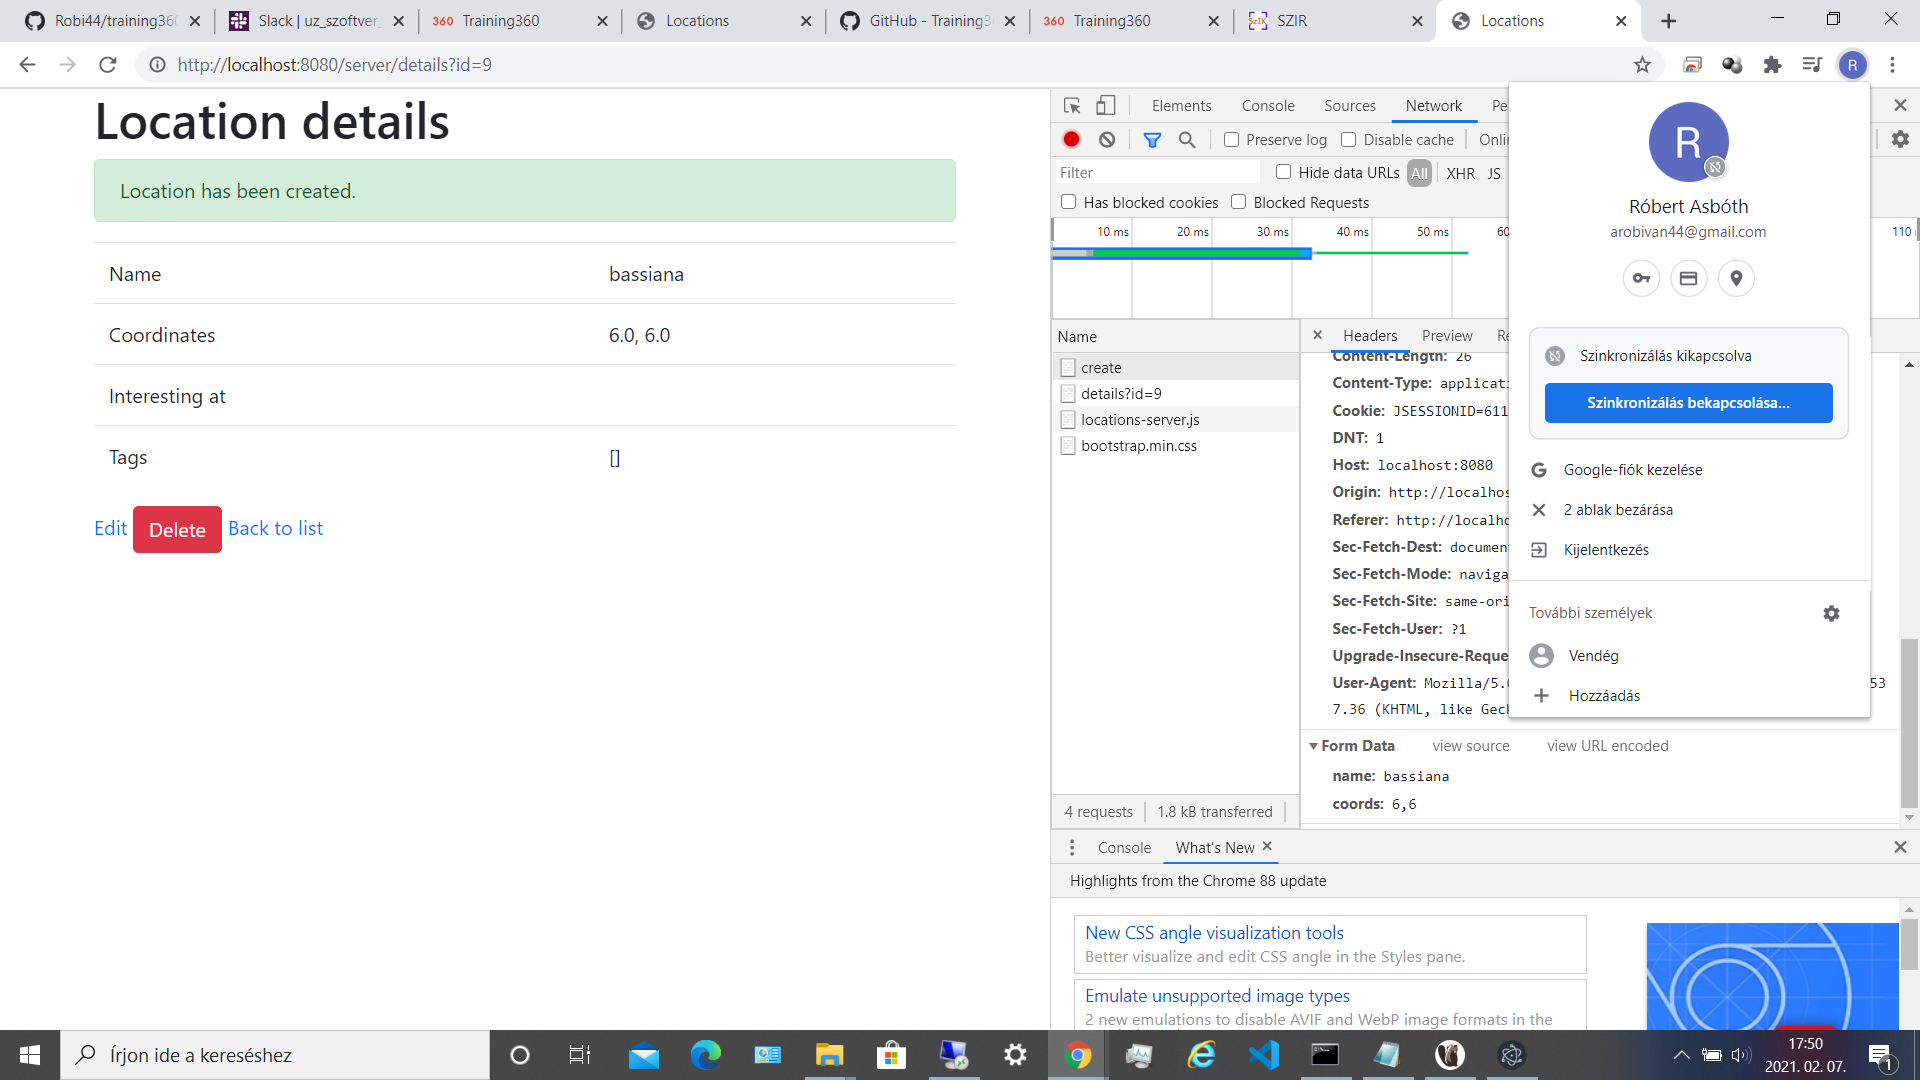 Robi44/training360
Slack | uz_szoftver_
Training360
Locations
GitHub - Training3
Training360
SZIR
Locations
http://localhost:8080/server/details?id=9
R
Location details
Location has been created.
Name bassiana
Coordinates 6.0, 6.0
Interesting at
Tags []
Edit Delete Back to list
Elements Console Sources Network Pe
Preserve log Disable cache Onlin
Filter Hide data URLs All XHR JS
Has blocked cookies Blocked Requests
10 ms 20 ms 30 ms 40 ms 50 ms 60 110
Name
create
details?id=9
locations-server.js
bootstrap.min.css
4 requests 1.8 kB transferred
Headers Preview Re
Content-Length: 26
Content-Type: applicati
Cookie: JSESSIONID=611
DNT: 1
Host: localhost:8080
Origin: http://localhos
Referer: http://localho
Sec-Fetch-Dest: documen
Sec-Fetch-Mode: naviga
Sec-Fetch-Site: same-ori
Sec-Fetch-User: ?1
Upgrade-Insecure-Reque
User-Agent: Mozilla/5.0 53
7.36 (KHTML, like Geck
Form Data view source view URL encoded
name: bassiana
coords: 6,6
R
Róbert Asbóth
arobivan44@gmail.com
Szinkronizálás kikapcsolva
Szinkronizálás bekapcsolása...
Google-fiók kezelése
2 ablak bezárása
Kijelentkezés
További személyek
Vendég
Hozzáadás
Console What's New
Highlights from the Chrome 88 update
New CSS angle visualization tools
Better visualize and edit CSS angle in the Styles pane.
Emulate unsupported image types
2 new emulations to disable AVIF and WebP image formats in the
Írjon ide a kereséshez
17:50
2021. 02. 07.
1